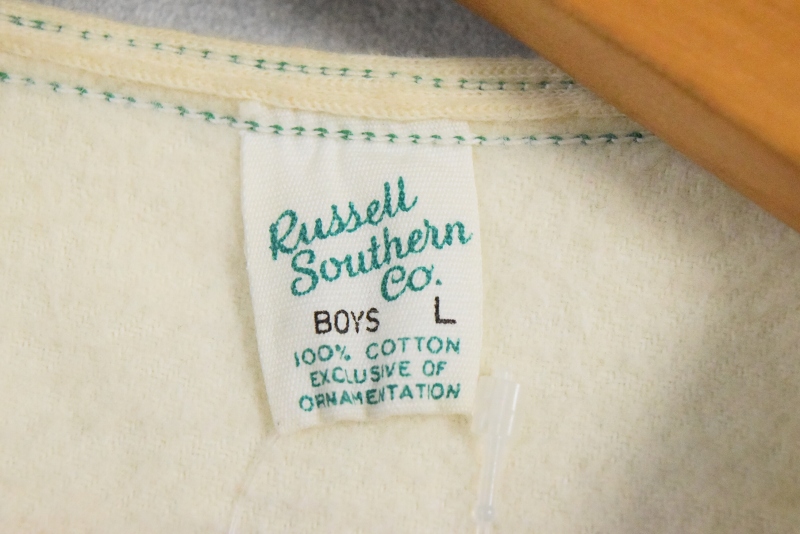 Russell
Southern
Co.
BOYS L
100% COTTON
EXCLUSIVE OF
ORNAMENTATION